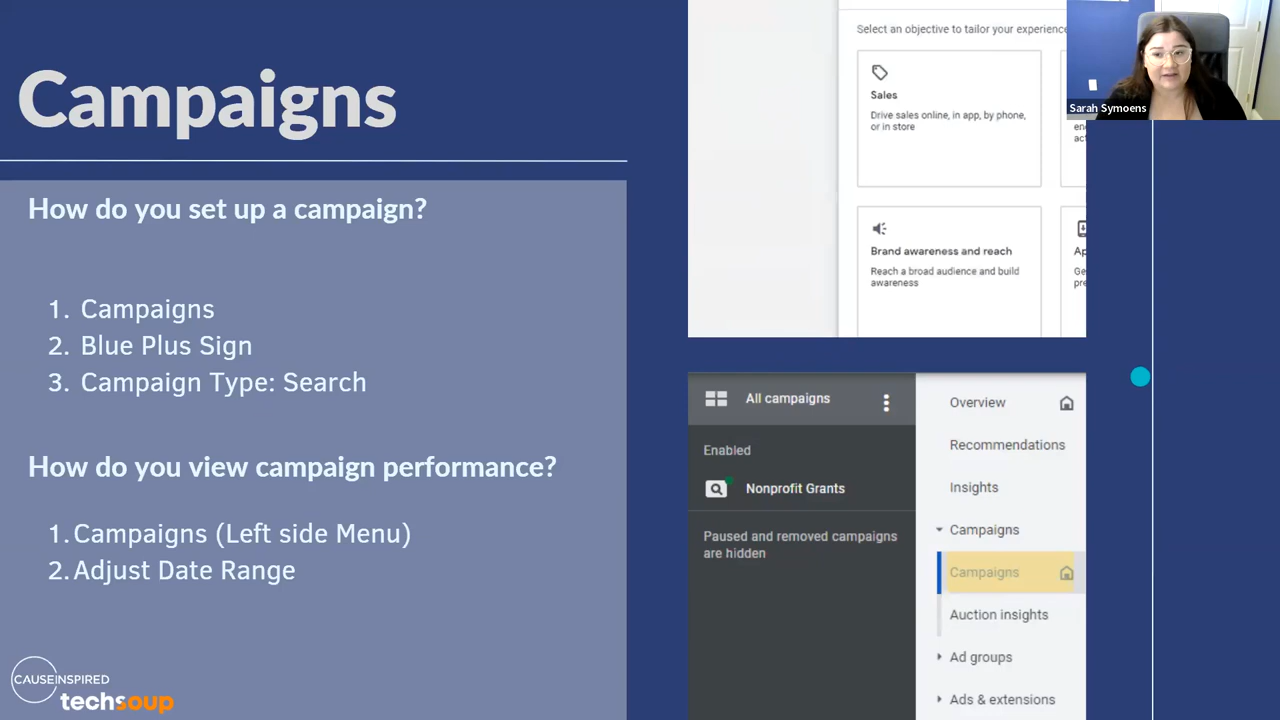 Campaigns
How do you set up a campaign?
1. Campaigns
2. Blue Plus Sign
3. Campaign Type: Search
How do you view campaign performance?
1. Campaigns (Left side Menu)
2. Adjust Date Range
CAUSEINSPIRED
techsoup
Select an objective to tailor your experience
Sales
Drive sales online, in app, by phone,
or in store
Brand awareness and reach
Reach a broad audience and build
awareness
Sarah Symoens
All campaigns
Enabled
Nonprofit Grants
Paused and removed campaigns
are hidden
Overview
Recommendations
Insights
Campaigns
Campaigns
Auction insights
Ad groups
Ads & extensions